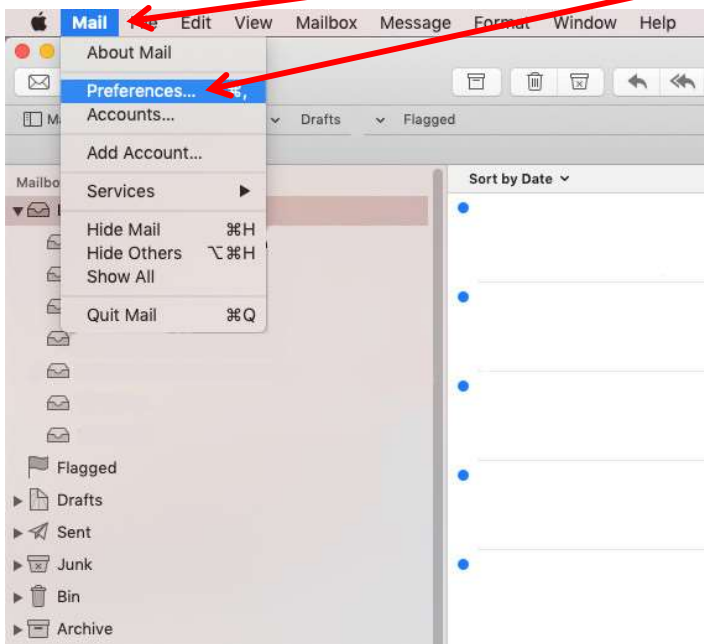 Mail File Edit View Mailbox Message Format Window Help
About Mail
Preferences... ⌘,
Accounts...
Add Account...
Services ▶
Hide Mail ⌘H
Hide Others ⌥⌘H
Show All
Quit Mail ⌘Q
Drafts Flagged
Sort by Date
Flagged
Drafts
Sent
Junk
Bin
Archive